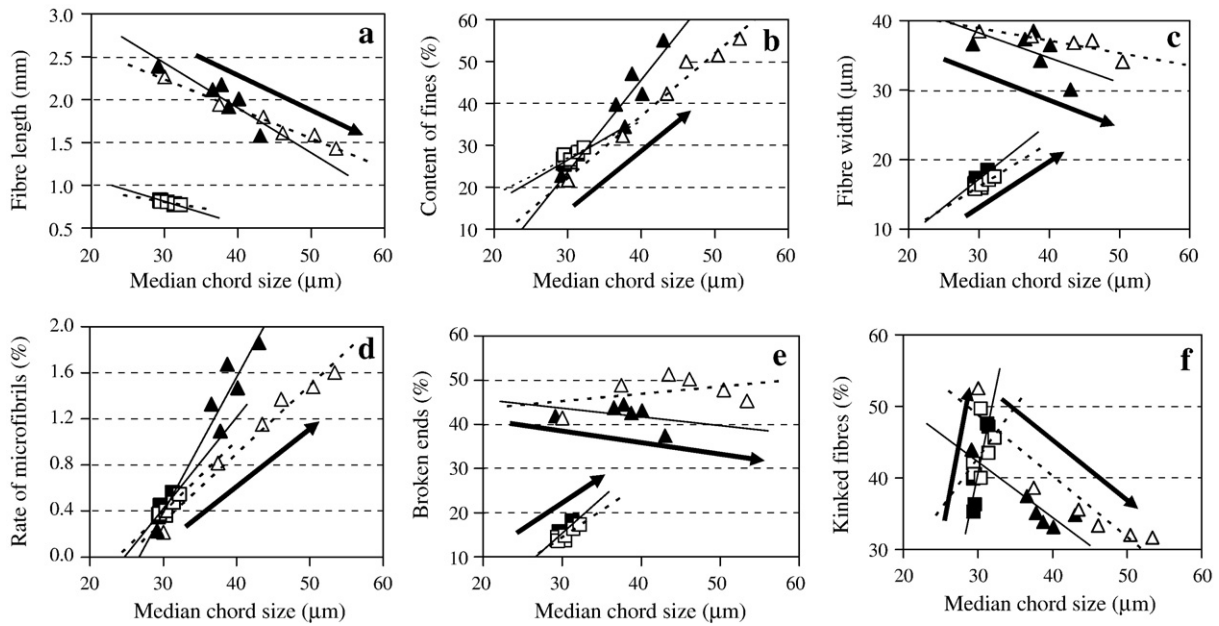 a
Fibre length (mm)
3.0
2.5
2.0
1.5
1.0
0.5
20 30 40 50 60
Median chord size (μm)
b
Content of fines (%)
60
50
40
30
20
10
20 30 40 50 60
Median chord size (μm)
c
Fibre width (μm)
40
30
20
10
20 30 40 50 60
Median chord size (μm)
d
Rate of microfibrils (%)
2.0
1.6
1.2
0.8
0.4
0.0
20 30 40 50 60
Median chord size (μm)
e
Broken ends (%)
60
50
40
30
20
10
20 30 40 50 60
Median chord size (μm)
f
Kinked fibres (%)
60
50
40
30
20 30 40 50 60
Median chord size (μm)